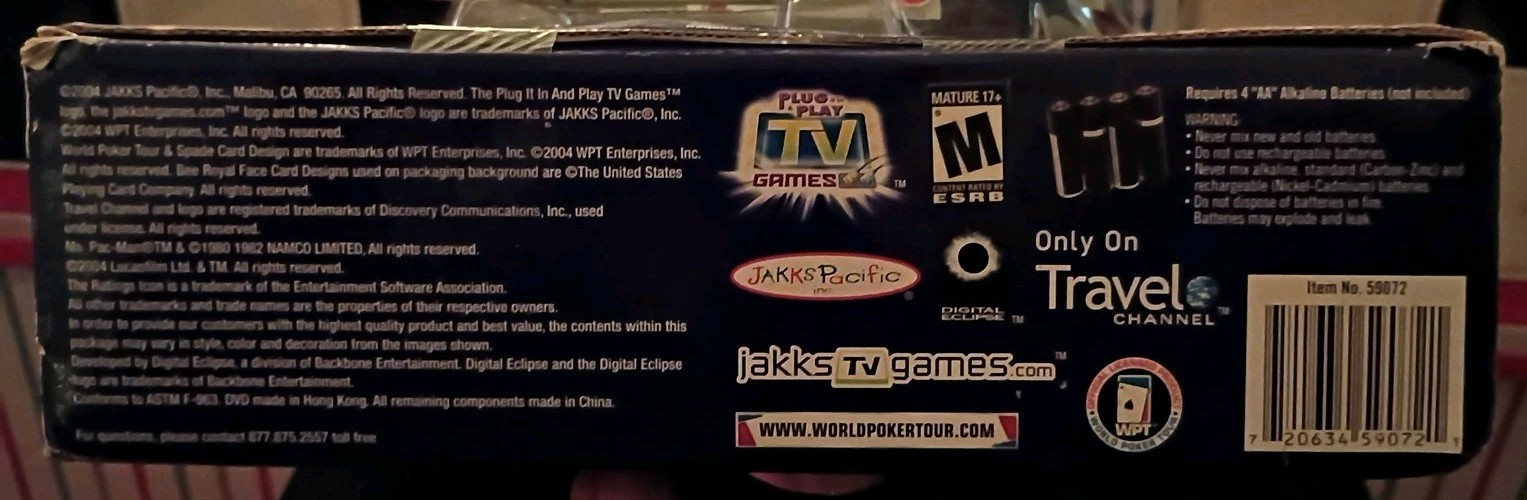 ©2004 JAKKS Pacific®, Inc., Malibu, CA 90265. All Rights Reserved. The Plug It In And Play TV Games™
logo, the jakkstvgames.com™ logo and the JAKKS Pacific® logo are trademarks of JAKKS Pacific®, Inc.
©2004 WPT Enterprises, Inc. All rights reserved.
World Poker Tour & Spade Card Design are trademarks of WPT Enterprises, Inc. ©2004 WPT Enterprises, Inc.
All rights reserved. Bee Royal Face Card Designs used on packaging background are ©The United States
Playing Card Company. All rights reserved.
Travel Channel and logo are registered trademarks of Discovery Communications, Inc., used
under license. All rights reserved.
Ms. Pac-Man®TM & ©1980 1982 NAMCO LIMITED, All rights reserved.
©2004 Lucasfilm Ltd. & TM. All rights reserved.
The Ratings Icon is a trademark of the Entertainment Software Association.
All other trademarks and trade names are the properties of their respective owners.
In order to provide our customers with the highest quality product and best value, the contents within this
package may vary in style, color and decoration from the images shown.
Developed by Digital Eclipse, a division of Backbone Entertainment. Digital Eclipse and the Digital Eclipse
logo are trademarks of Backbone Entertainment.
Conforms to ASTM F-963. DVD made in Hong Kong. All remaining components made in China.
For questions, please contact 877.875.2557 toll free
PLUG IT IN
& PLAY
TV
GAMES ™
JAKKS Pacific®
inc.
jakks TV games.com™
WWW.WORLDPOKERTOUR.COM
MATURE 17+
M®
CONTENT RATED BY
ESRB
DIGITAL
ECLIPSE ™
Only On
Travel
CHANNEL™
OFFICIAL LICENSED PRODUCT
WPT
WORLD POKER TOUR
Requires 4 "AA" Alkaline Batteries (not included)
WARNING:
• Never mix new and old batteries
• Do not use rechargeable batteries
• Never mix alkaline, standard (Carbon-Zinc) and
rechargeable (Nickel-Cadmium) batteries
• Do not dispose of batteries in fire.
Batteries may explode and leak
Item No. 59072
7 20634 59072 1